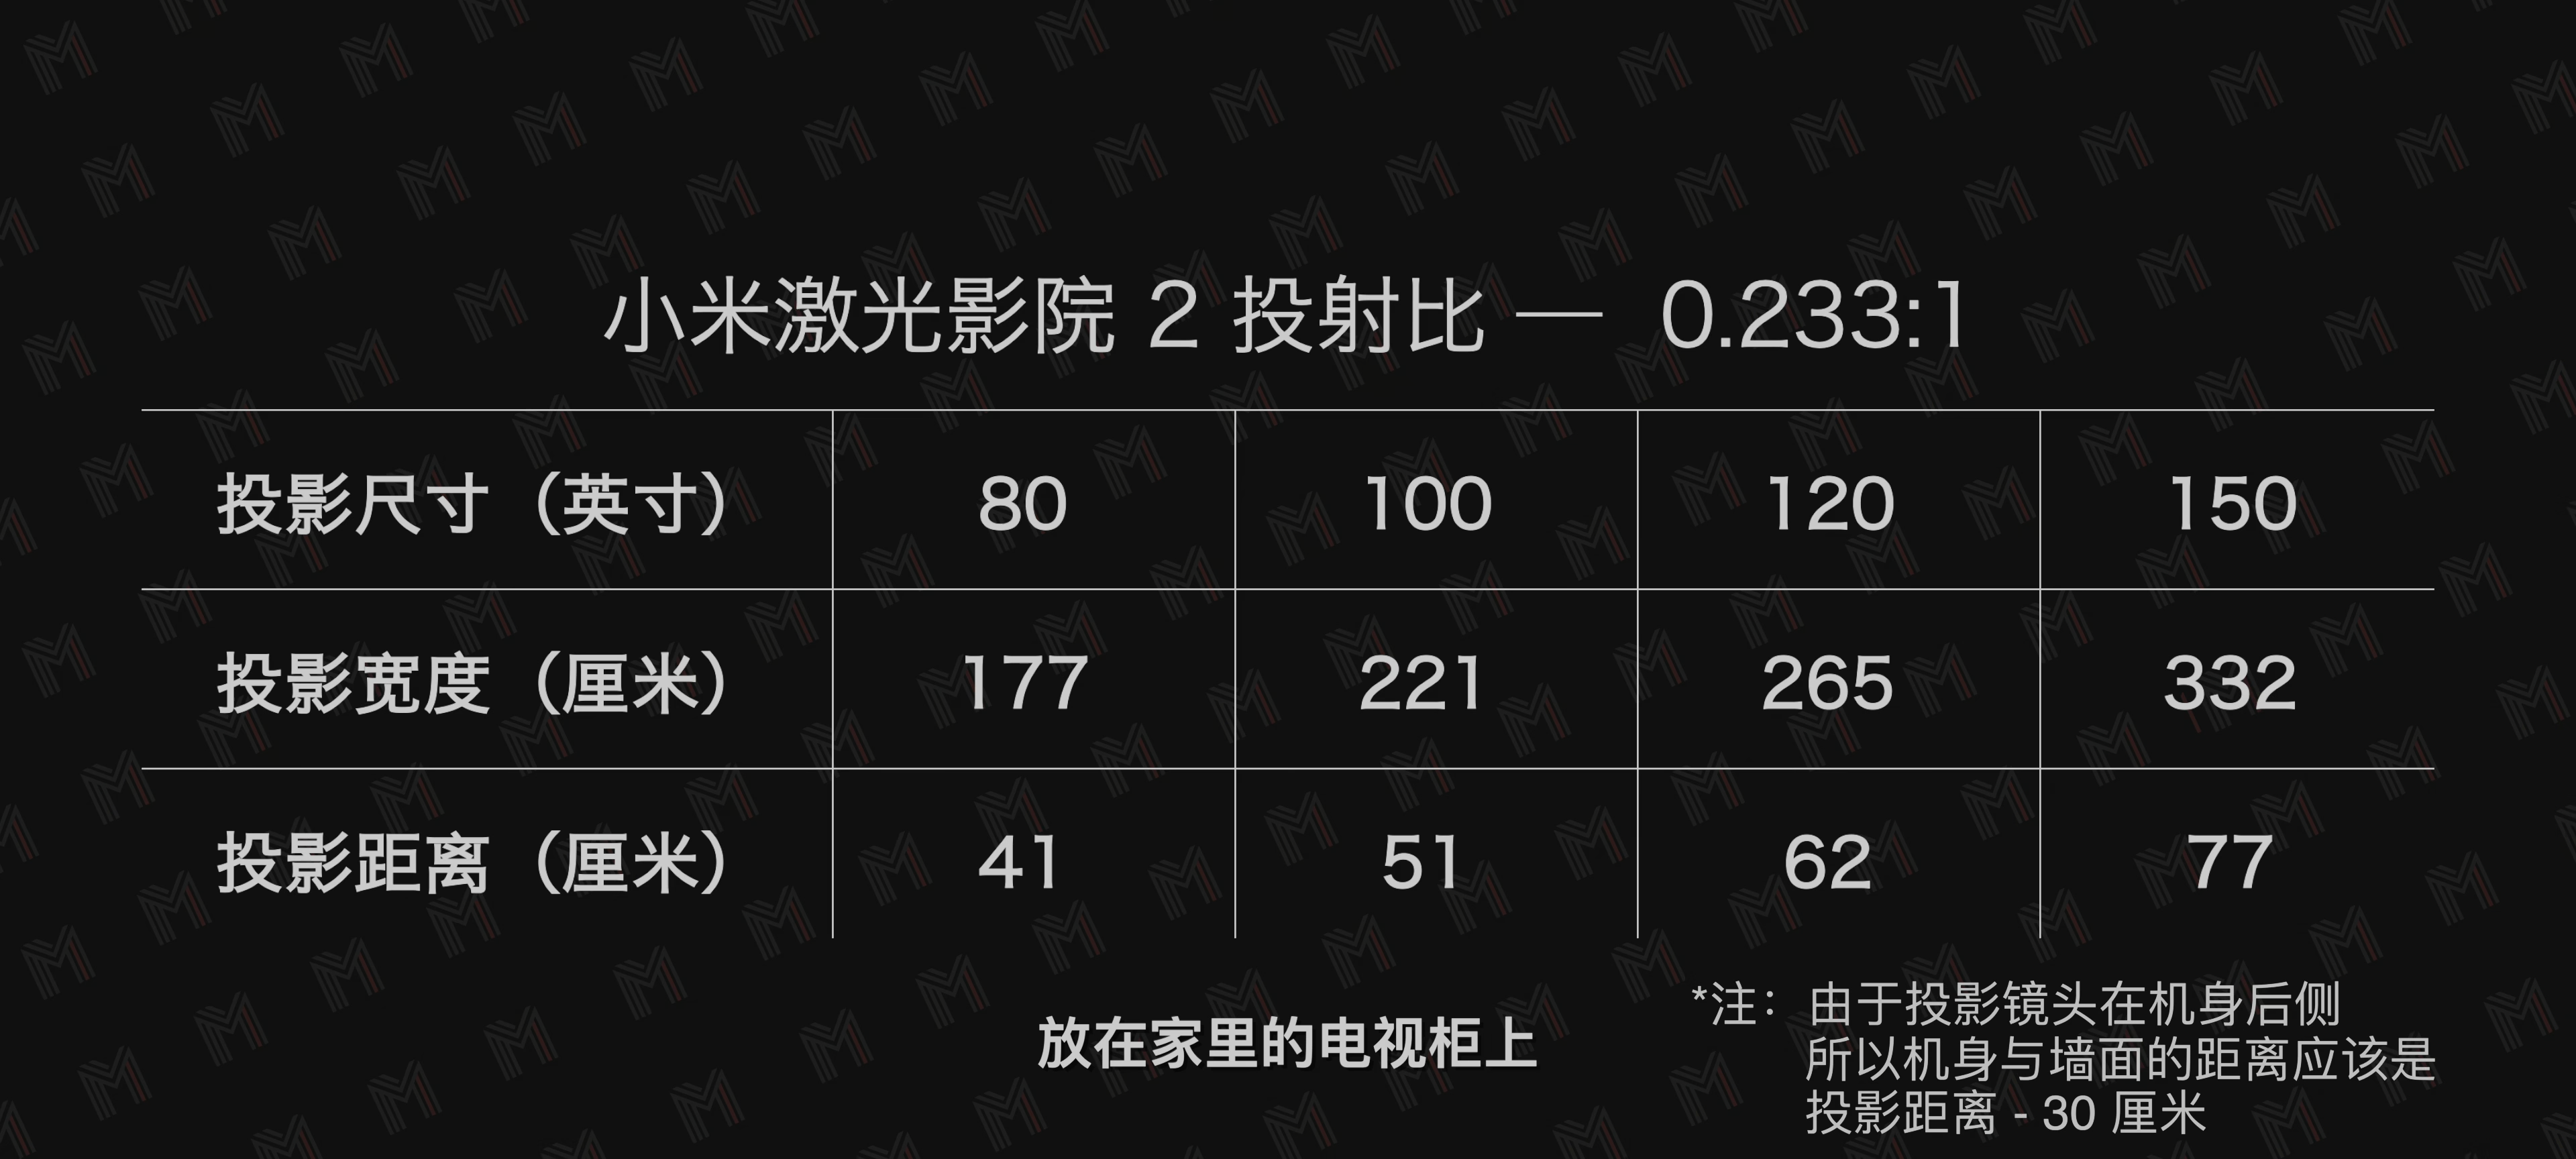 小米激光影院 2 投射比 — 0.233:1
投影尺寸（英寸） 80 100 120 150
投影宽度（厘米） 177 221 265 332
投影距离（厘米） 41 51 62 77
*注：由于投影镜头在机身后侧
所以机身与墙面的距离应该是
投影距离 - 30 厘米
放在家里的电视柜上